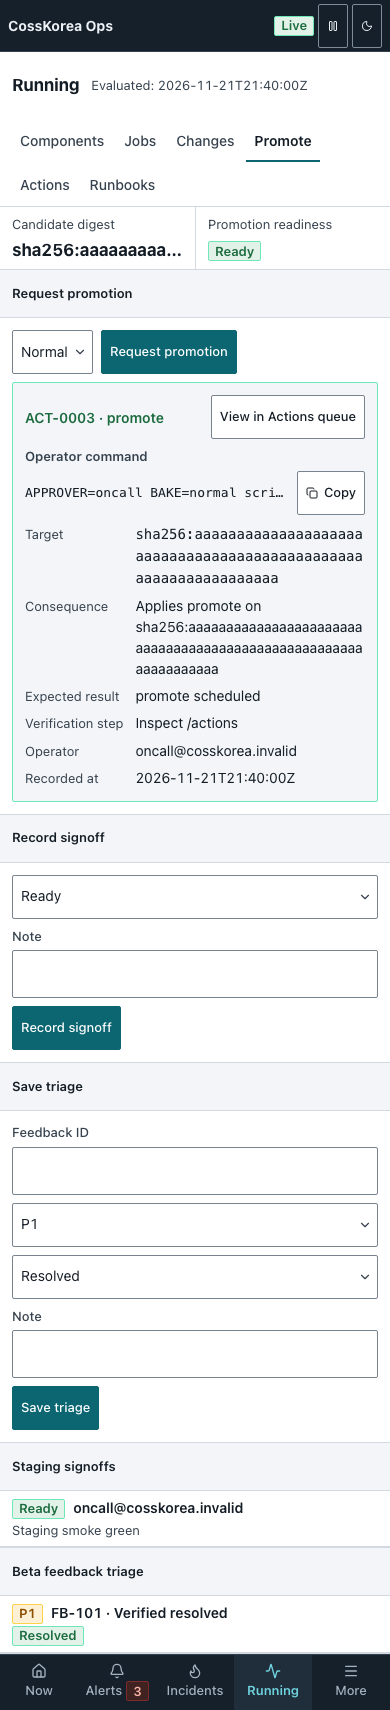 CossKorea Ops
Live
Running Evaluated: 2026-11-21T21:40:00Z
Components Jobs Changes Promote
Actions Runbooks
Candidate digest
sha256:aaaaaaaaa...
Promotion readiness
Ready
Request promotion
Normal Request promotion
ACT-0003 · promote View in Actions queue
Operator command
APPROVER=oncall BAKE=normal scri… Copy
Target sha256:aaaaaaaaaaaaaaaaaaaa
aaaaaaaaaaaaaaaaaaaaaaaaaaa
aaaaaaaaaaaaaaaaa
Consequence Applies promote on
sha256:aaaaaaaaaaaaaaaaaaaaaaa
aaaaaaaaaaaaaaaaaaaaaaaaaaaaaa
aaaaaaaaaaa
Expected result promote scheduled
Verification step Inspect /actions
Operator oncall@cosskorea.invalid
Recorded at 2026-11-21T21:40:00Z
Record signoff
Ready
Note
Record signoff
Save triage
Feedback ID
P1
Resolved
Note
Save triage
Staging signoffs
Ready oncall@cosskorea.invalid
Staging smoke green
Beta feedback triage
P1 FB-101 · Verified resolved
Resolved
Now Alerts 3 Incidents Running More